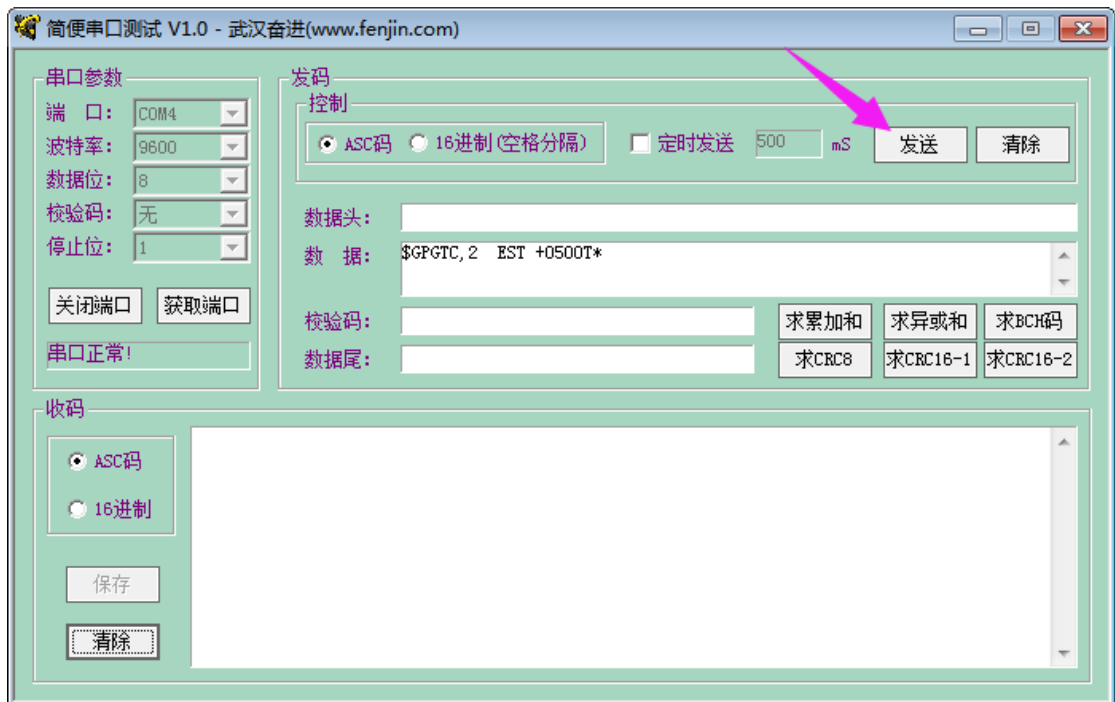 简便串口测试 V1.0 - 武汉奋进(www.fenjin.com)
串口参数
端 口: COM4
波特率: 9600
数据位: 8
校验码: 无
停止位: 1
关闭端口 获取端口
串口正常!
发码
控制
ASC码 16进制(空格分隔) 定时发送 500 mS 发送 清除
数据头:
数 据: $GPGTC,2  EST +0500T*
校验码: 求累加和 求异或和 求BCH码
数据尾: 求CRC8 求CRC16-1 求CRC16-2
收码
ASC码
16进制
保存
清除